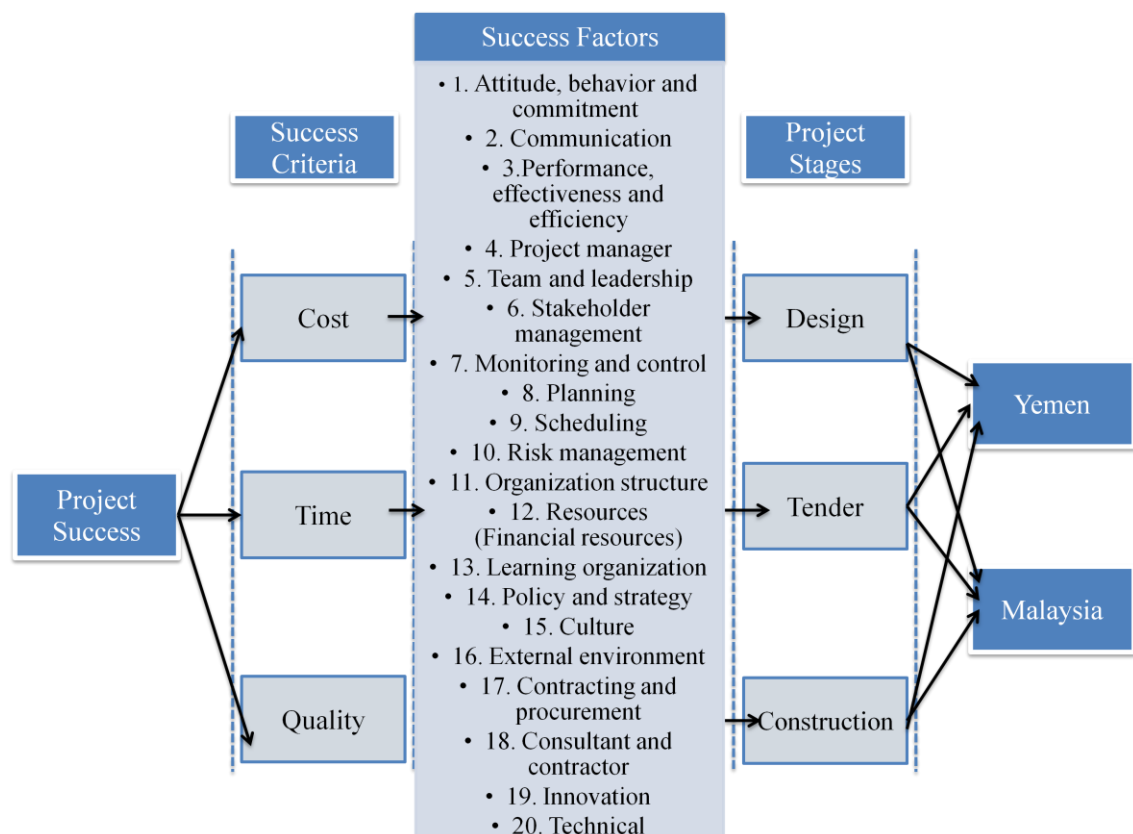 Success Factors
• 1. Attitude, behavior and
commitment
• 2. Communication
• 3.Performance,
effectiveness and
efficiency
• 4. Project manager
• 5. Team and leadership
• 6. Stakeholder
management
• 7. Monitoring and control
• 8. Planning
• 9. Scheduling
• 10. Risk management
• 11. Organization structure
• 12. Resources
(Financial resources)
• 13. Learning organization
• 14. Policy and strategy
• 15. Culture
• 16. External environment
• 17. Contracting and
procurement
• 18. Consultant and
contractor
• 19. Innovation
• 20. Technical
Success
Criteria
Cost
Time
Quality
Project
Success
Project
Stages
Design
Tender
Construction
Yemen
Malaysia